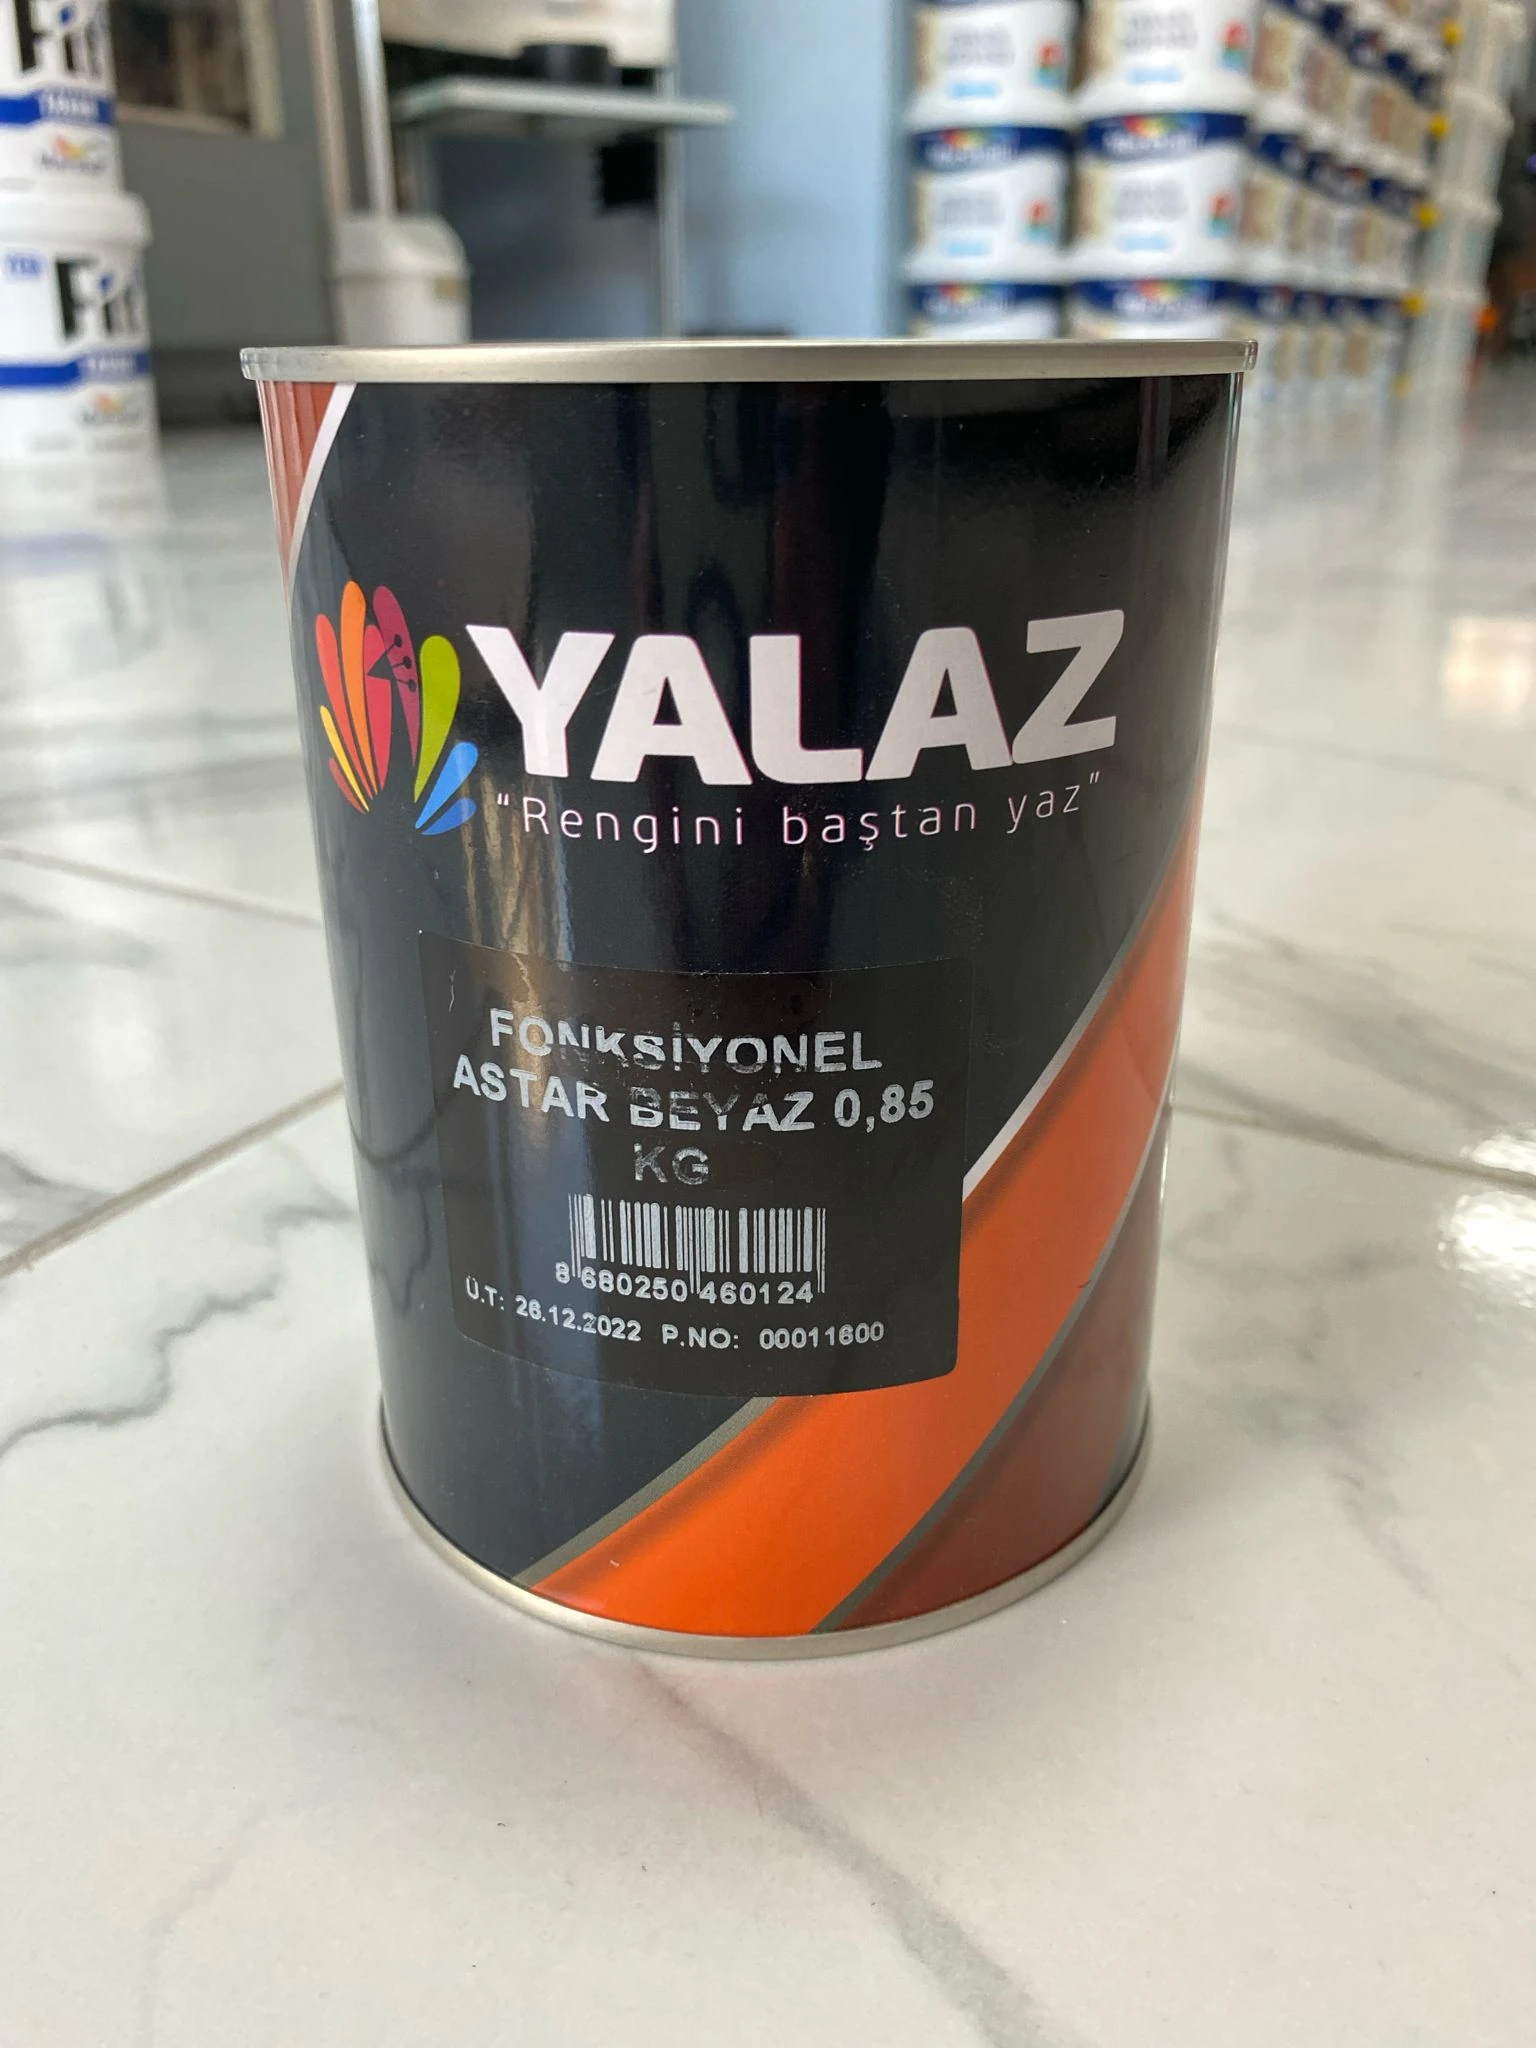 YALAZ
"Rengini baştan yaz"
FONKSİYONEL
ASTAR BEYAZ 0,85
KG
8 680250 460124
Ü.T: 26.12.2022 P.NO: 00011600
Fit